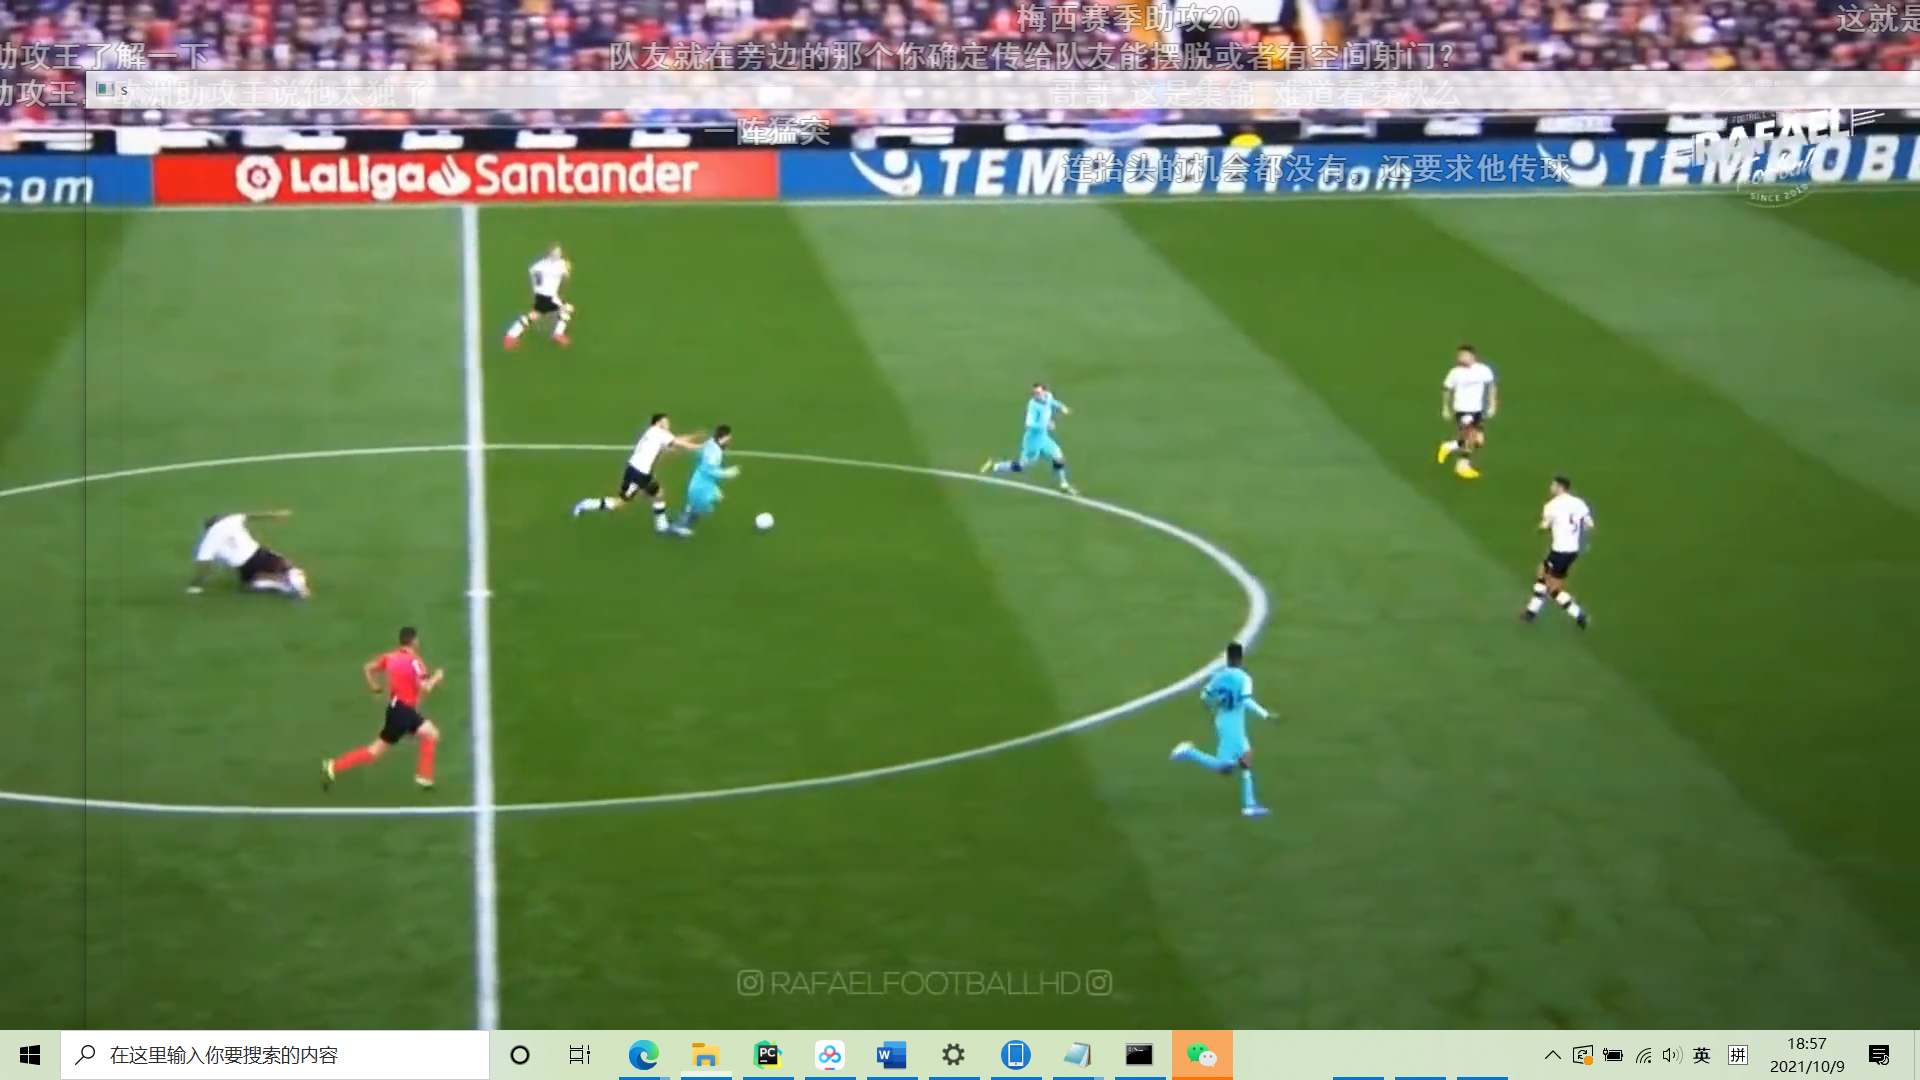 梅西赛季助攻20
这就是
助攻王了解一下
队友就在旁边的那个你确定传给队友能摆脱或者有空间射门？
助攻王
欧洲助攻王说他太独了
哥哥 这是集锦 难道看穿秋么
s
一阵猛突
连抬头的机会都没有，还要求他传球
RAFAEL
Football
SINCE 2016
.com
LaLiga Santander
TEMPOBET.com
TEMPOBE
5
RAFAELFOOTBALLHD
在这里输入你要搜索的内容
PC
W
英
拼
18:57
2021/10/9